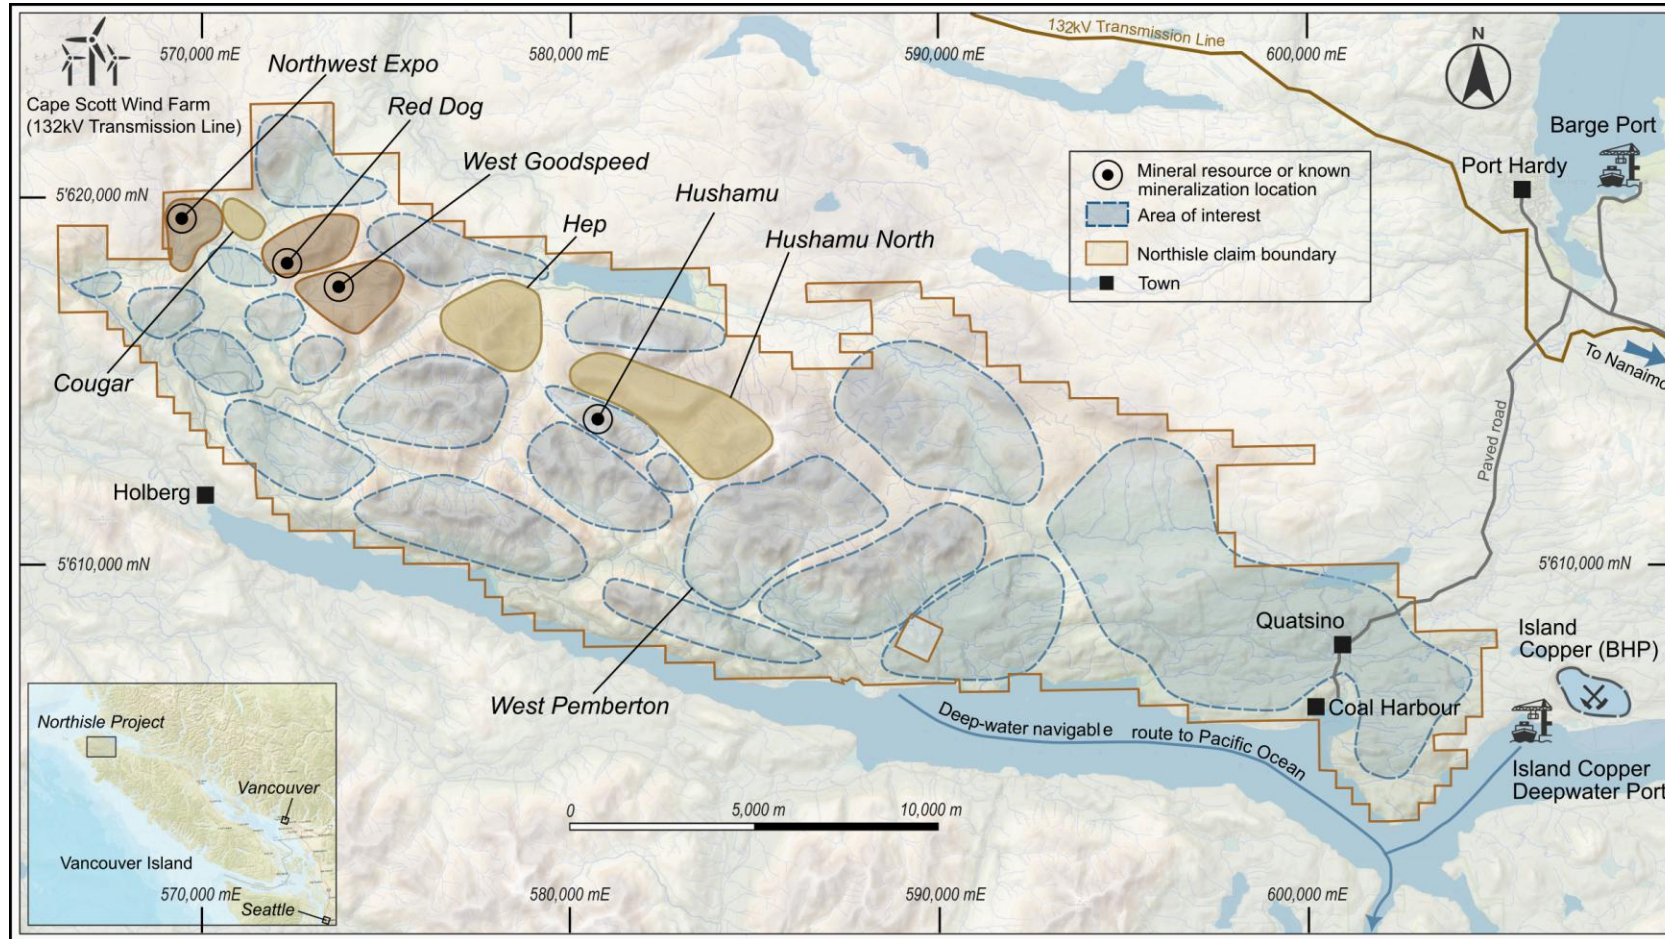 570,000 mE
580,000 mE
590,000 mE
600,000 mE
132kV Transmission Line
N
Cape Scott Wind Farm
(132kV Transmission Line)
Northwest Expo
Red Dog
West Goodspeed
Hushamu
Hep
Hushamu North
Barge Port
Port Hardy
Mineral resource or known
mineralization location
Area of interest
Northisle claim boundary
Town
5'620,000 mN
Cougar
To Nanaimo
Paved road
Holberg
5'610,000 mN
5'610,000 mN
Quatsino
Island
Copper (BHP)
West Pemberton
Coal Harbour
Deep-water navigable route to Pacific Ocean
Island Copper
Deepwater Port
0
5,000 m
10,000 m
Northisle Project
Vancouver
Vancouver Island
Seattle
570,000 mE
580,000 mE
590,000 mE
600,000 mE